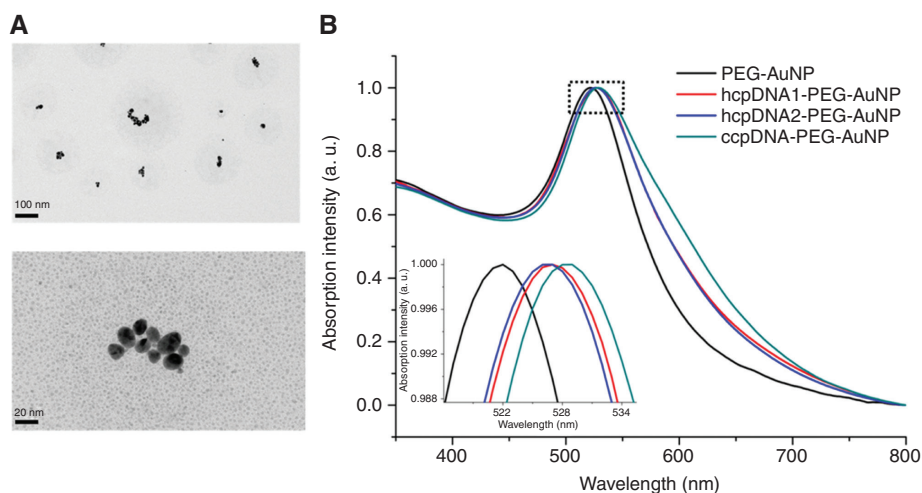 A
100 nm
20 nm
B
PEG-AuNP
hcpDNA1-PEG-AuNP
hcpDNA2-PEG-AuNP
ccpDNA-PEG-AuNP
Absorption intensity (a. u.)
1.0
0.8
0.6
0.4
0.2
0.0
400
500
600
700
800
Wavelength (nm)
Absorption intensity (a. u.)
1.000
0.996
0.992
0.988
522
528
534
Wavelength (nm)